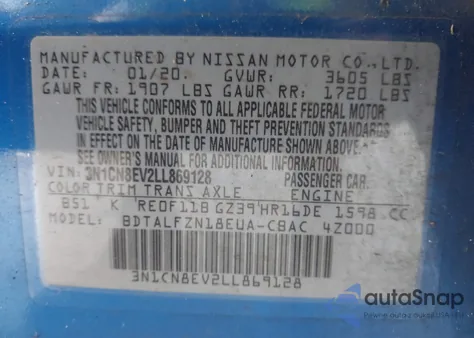 MANUFACTURED BY NISSAN MOTOR CO.,LTD.
DATE: 01/20 GVWR: 3605 LBS
GAWR FR: 1907 LBS GAWR RR: 1720 LBS
THIS VEHICLE CONFORMS TO ALL APPLICABLE FEDERAL MOTOR
VEHICLE SAFETY, BUMPER AND THEFT PREVENTION STANDARDS
IN EFFECT ON THE DATE OF MANUFACTURE SHOWN ABOVE.
SEE OWNER'S MANUAL FOR ADDITIONAL INFORMATION.
VIN: 3N1CN8EV2LL869128 PASSENGER CAR
COLOR TRIM TRANS AXLE ENGINE
B51 K RE0F11B GZ39 HR16DE 1598 CC
MODEL: BDTALFZN18EUA-CBAC 4Z000
3N1CN8EV2LL869128
autoSnap